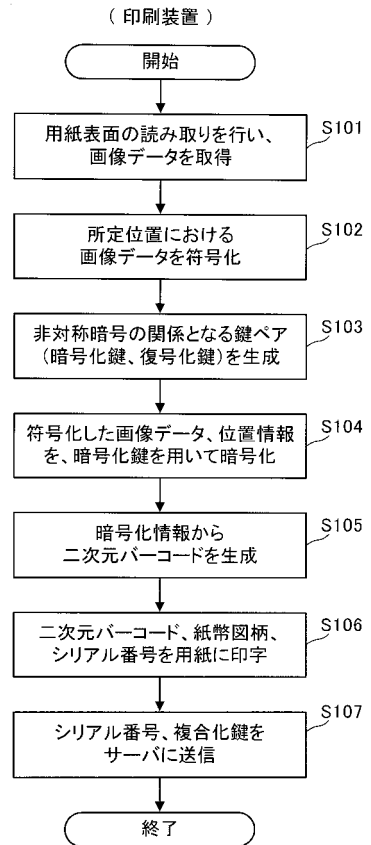 （ 印刷装置 ）
開始
用紙表面の読み取りを行い、
画像データを取得
S101
所定位置における
画像データを符号化
S102
非対称暗号の関係となる鍵ペア
(暗号化鍵、復号化鍵)を生成
S103
符号化した画像データ、位置情報
を、暗号化鍵を用いて暗号化
S104
暗号化情報から
二次元バーコードを生成
S105
二次元バーコード、紙幣図柄、
シリアル番号を用紙に印字
S106
シリアル番号、複合化鍵を
サーバに送信
S107
終了